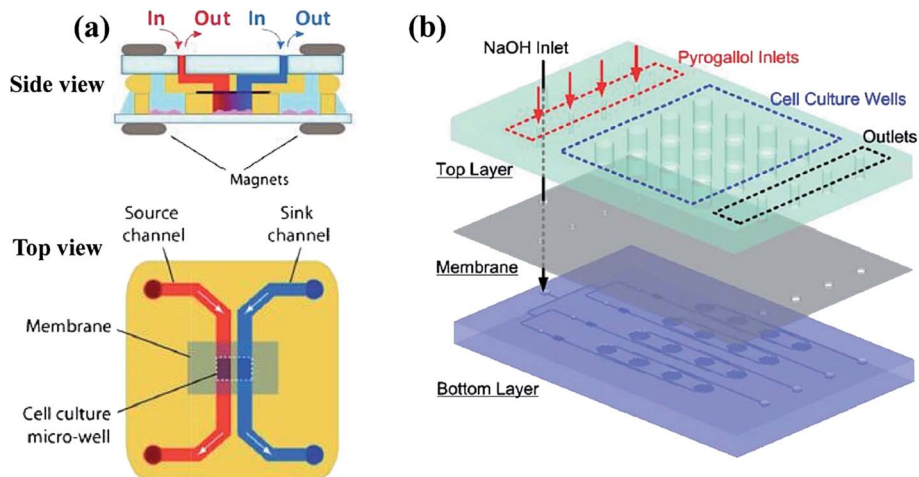 (a)
In
Out
In
Out
Side view
Magnets
Top view
Source
channel
Sink
channel
Membrane
Cell culture
micro-well
(b)
NaOH Inlet
Pyrogallol Inlets
Cell Culture Wells
Outlets
Top Layer
Membrane
Bottom Layer